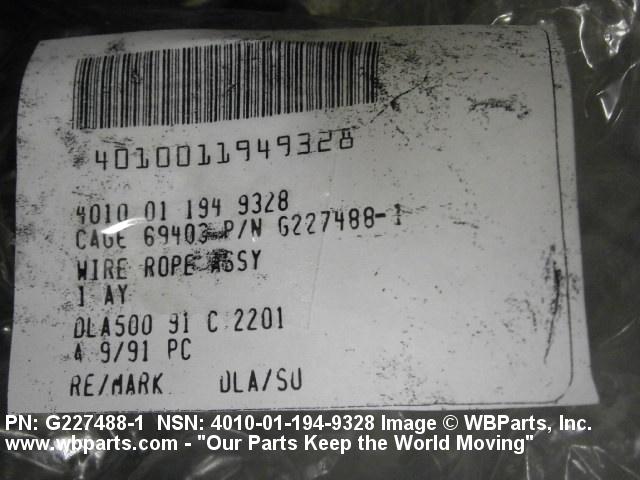 4010011949328
4010 01 194 9328
CAGE 69403 P/N G227488-1
WIRE ROPE ASSY
1 AY
DLA500 91 C 2201
A 9/91 PC
RE/MARK DLA/SU
PN: G227488-1 NSN: 4010-01-194-9328 Image © WBParts, Inc.
www.wbparts.com - "Our Parts Keep the World Moving"